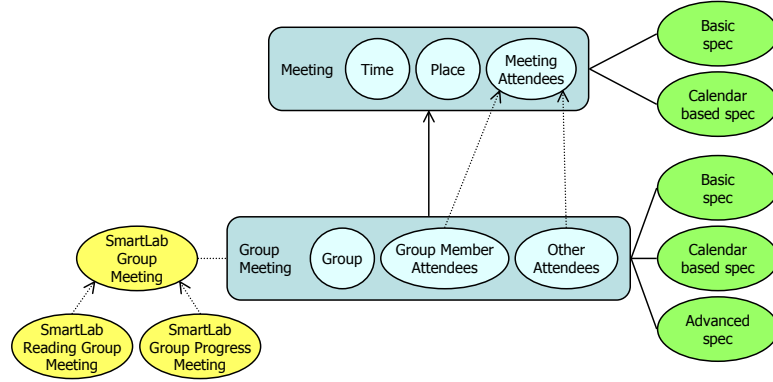 Basic
spec
Meeting
Time
Place
Meeting
Attendees
Calendar
based spec
Basic
spec
SmartLab
Group
Meeting
Group
Meeting
Group
Group Member
Attendees
Other
Attendees
Calendar
based spec
SmartLab
Reading Group
Meeting
SmartLab
Group Progress
Meeting
Advanced
spec